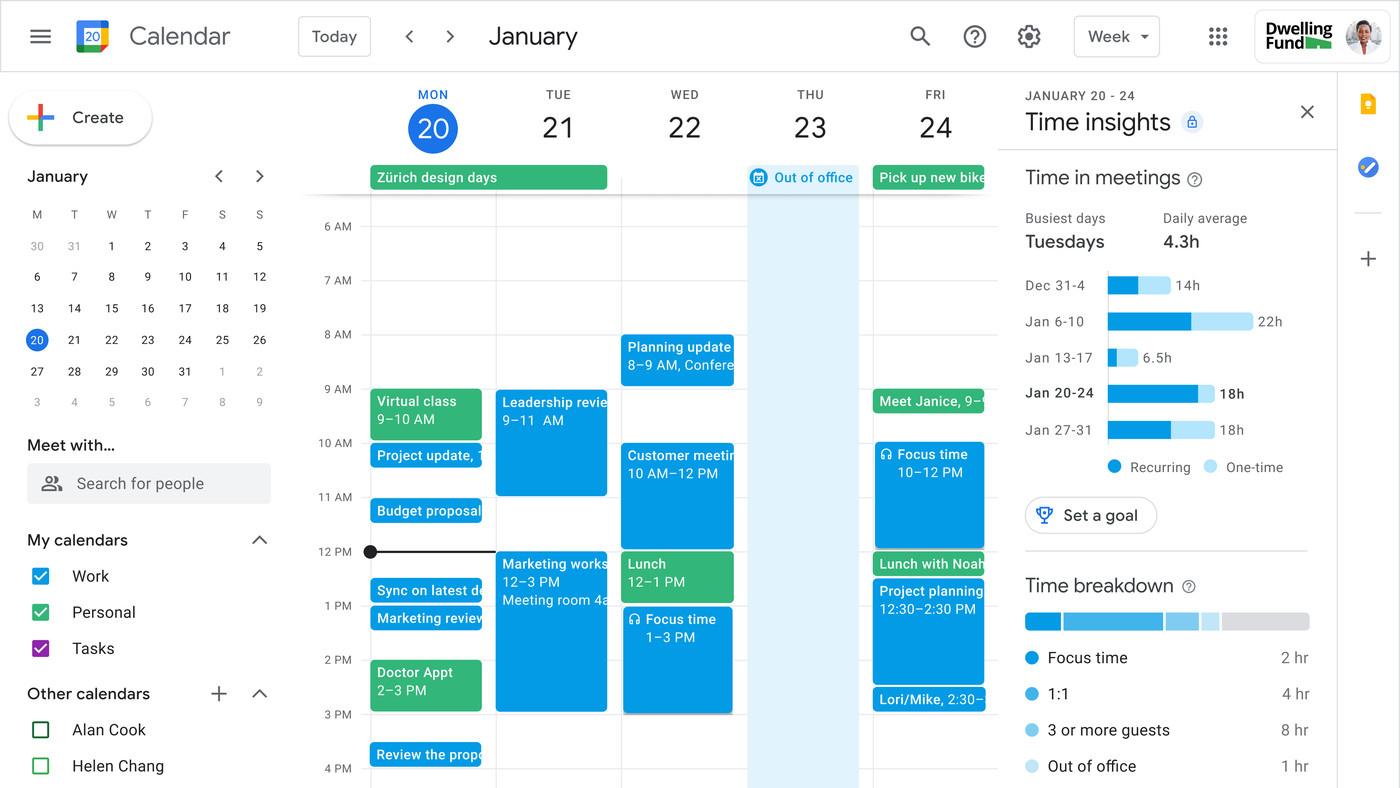 20
Calendar
Today
January
Week
Dwelling
Fund
Create
January
M T W T F S S
30 31 1 2 3 4 5
6 7 8 9 10 11 12
13 14 15 16 17 18 19
20 21 22 23 24 25 26
27 28 29 30 31 1 2
3 4 5 6 7 8 9
Meet with...
Search for people
My calendars
Work
Personal
Tasks
Other calendars
Alan Cook
Helen Chang
MON TUE WED THU FRI
20 21 22 23 24
Zürich design days
Out of office
Pick up new bike
6 AM
7 AM
8 AM
9 AM
10 AM
11 AM
12 PM
1 PM
2 PM
3 PM
4 PM
Virtual class
9–10 AM
Project update, 1
Budget proposal
Sync on latest de
Marketing review
Doctor Appt
2–3 PM
Review the propo
Leadership revie
9–11 AM
Marketing works
12–3 PM
Meeting room 4a
Planning update
8–9 AM, Confere
Customer meetin
10 AM–12 PM
Lunch
12–1 PM
Focus time
1–3 PM
Meet Janice, 9–9
Focus time
10–12 PM
Lunch with Noah
Project planning
12:30–2:30 PM
Lori/Mike, 2:30–
JANUARY 20 - 24
Time insights
Time in meetings ?
Busiest days Daily average
Tuesdays 4.3h
Dec 31-4 14h
Jan 6-10 22h
Jan 13-17 6.5h
Jan 20-24 18h
Jan 27-31 18h
Recurring One-time
Set a goal
Time breakdown ?
Focus time 2 hr
1:1 4 hr
3 or more guests 8 hr
Out of office 1 hr